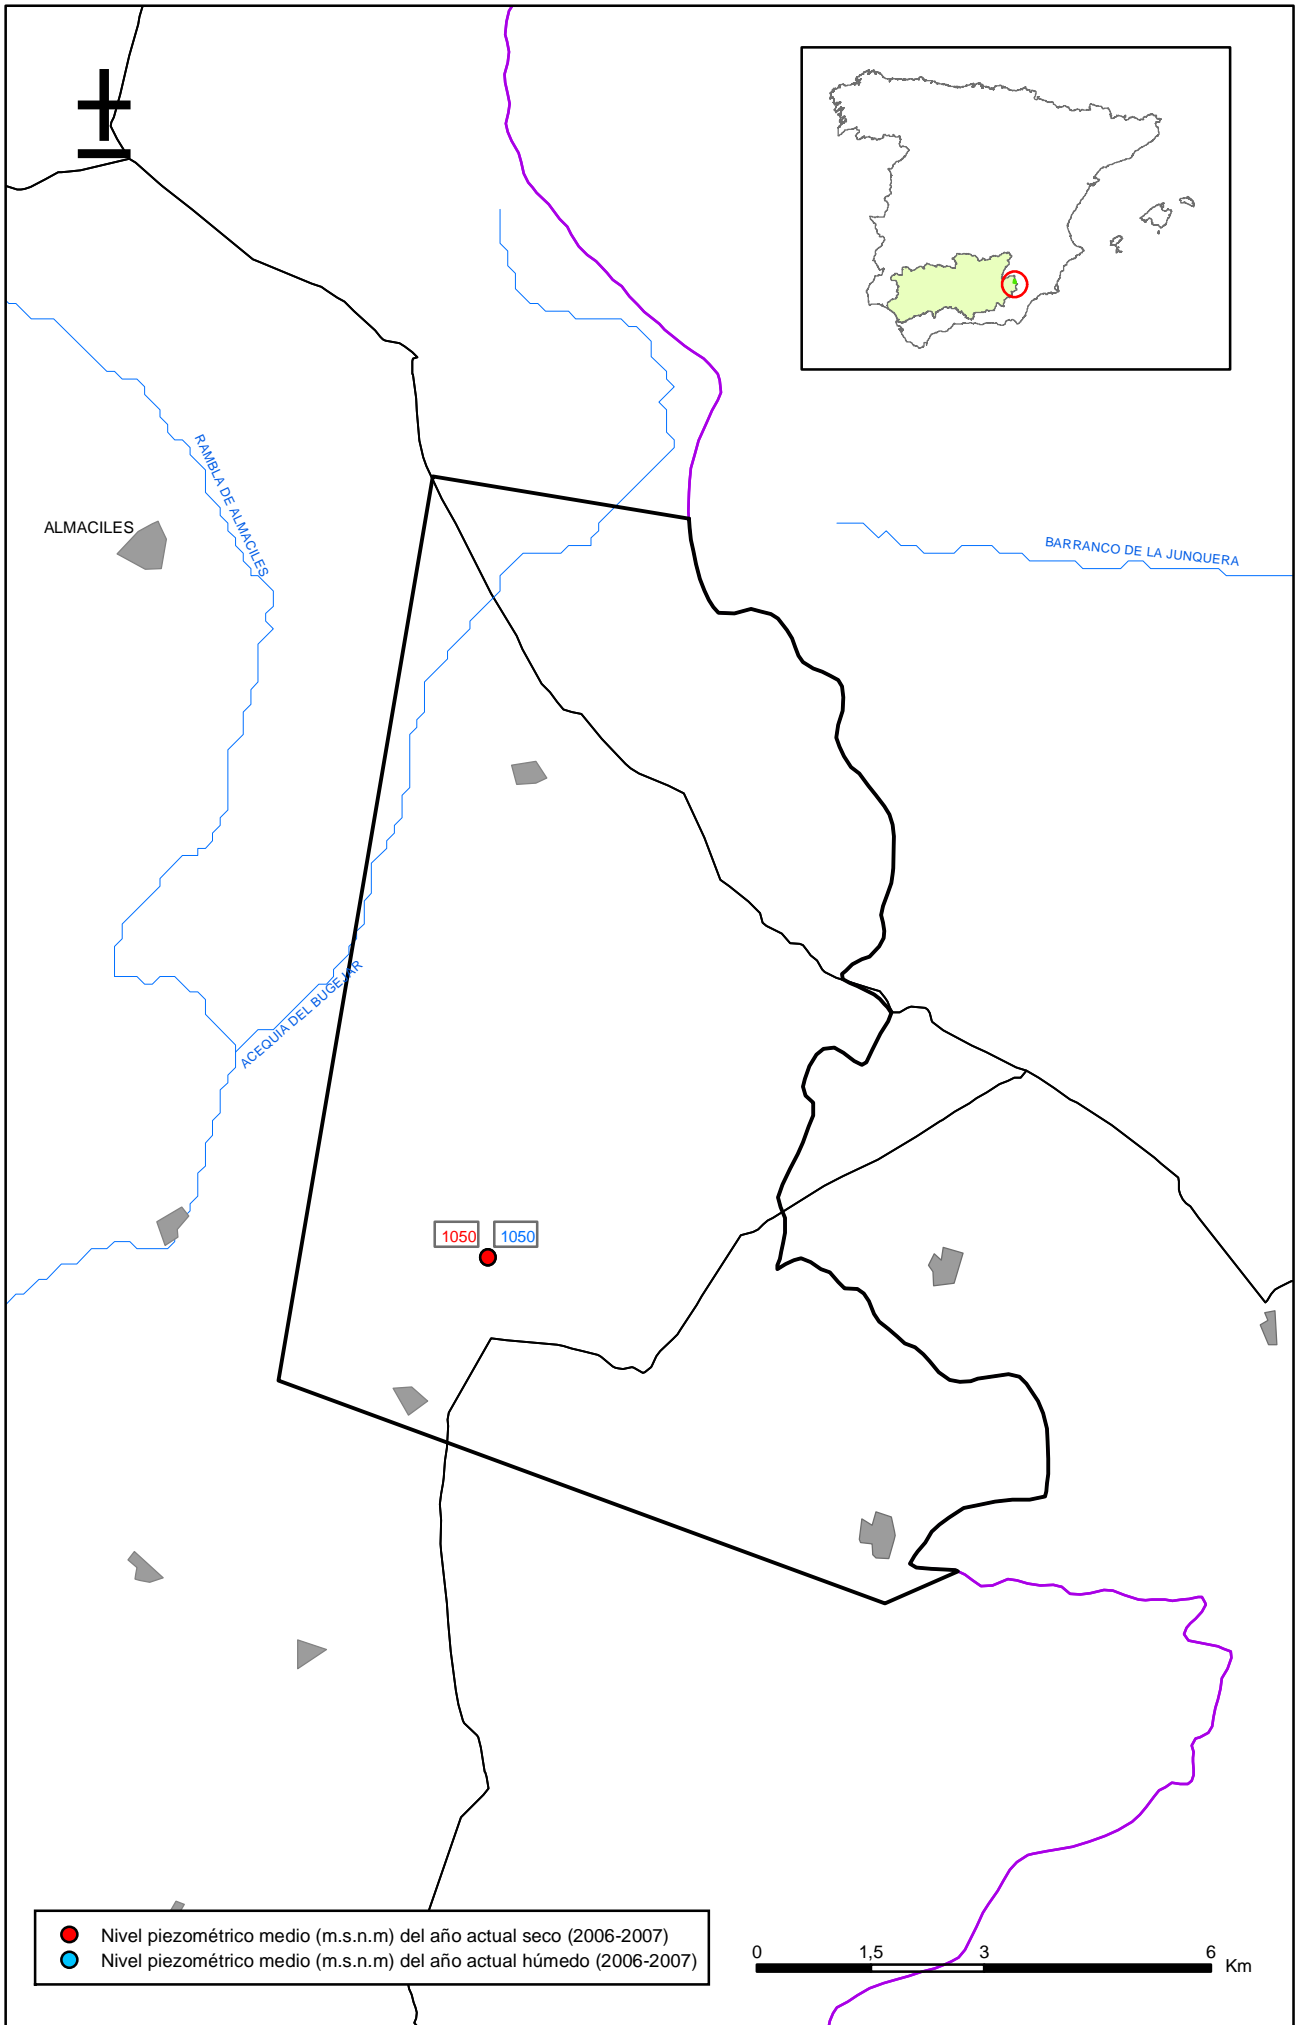 RAMBLA DE ALMACILES
ALMACILES
BARRANCO DE LA JUNQUERA
ACEQUIA DEL BUGEJAR
1050 1050
Nivel piezométrico medio (m.s.n.m) del año actual seco (2006-2007)
Nivel piezométrico medio (m.s.n.m) del año actual húmedo (2006-2007)
0 1,5 3 6
Km